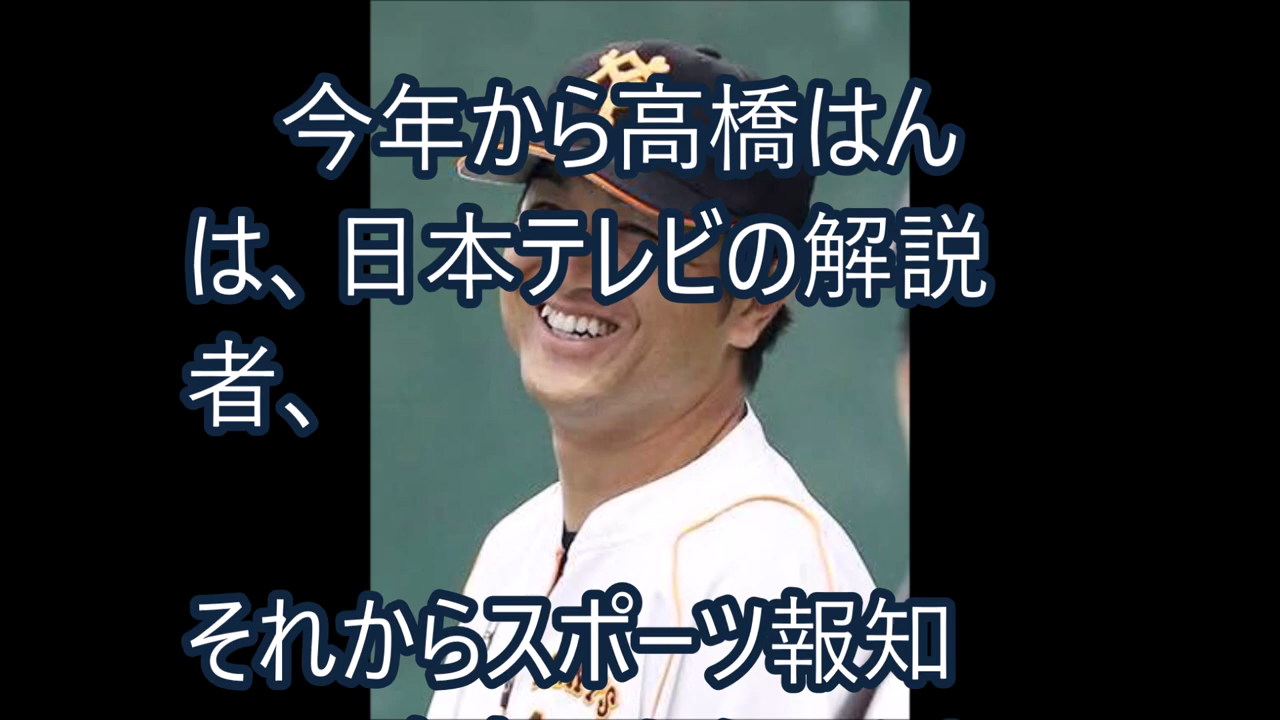 今年から高橋はん
は、日本テレビの解説
者、
それからスポーツ報知